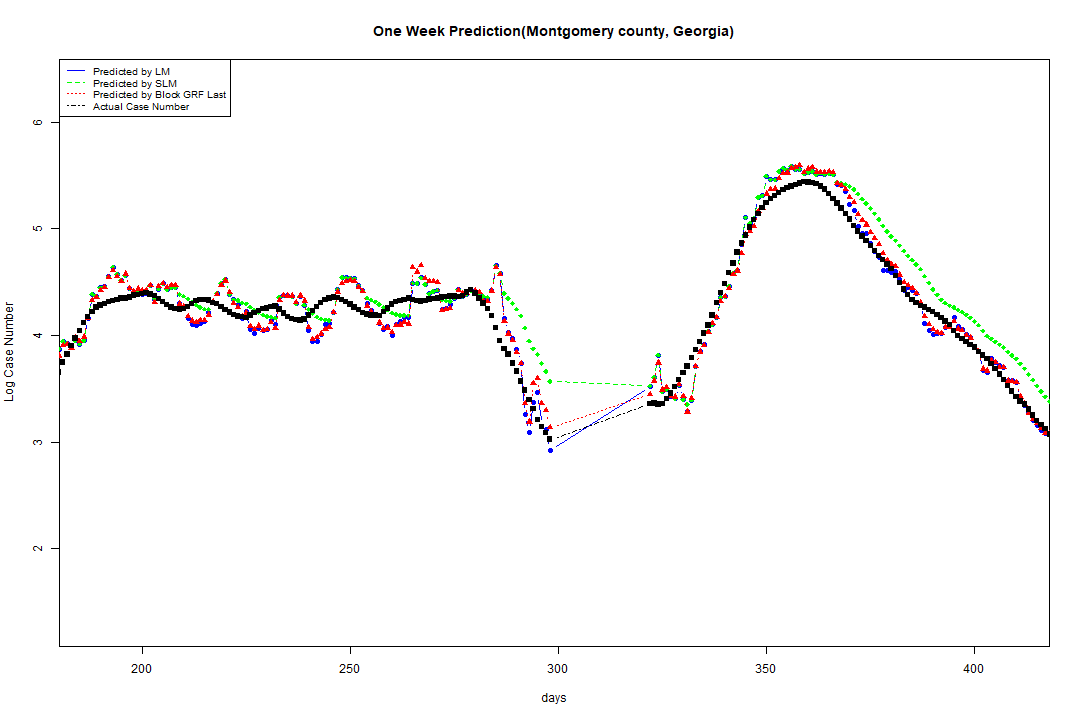 One Week Prediction(Montgomery county, Georgia)
Predicted by LM
Predicted by SLM
Predicted by Block GRF Last
Actual Case Number
Log Case Number
6
5
4
3
2
200
250
300
350
400
days